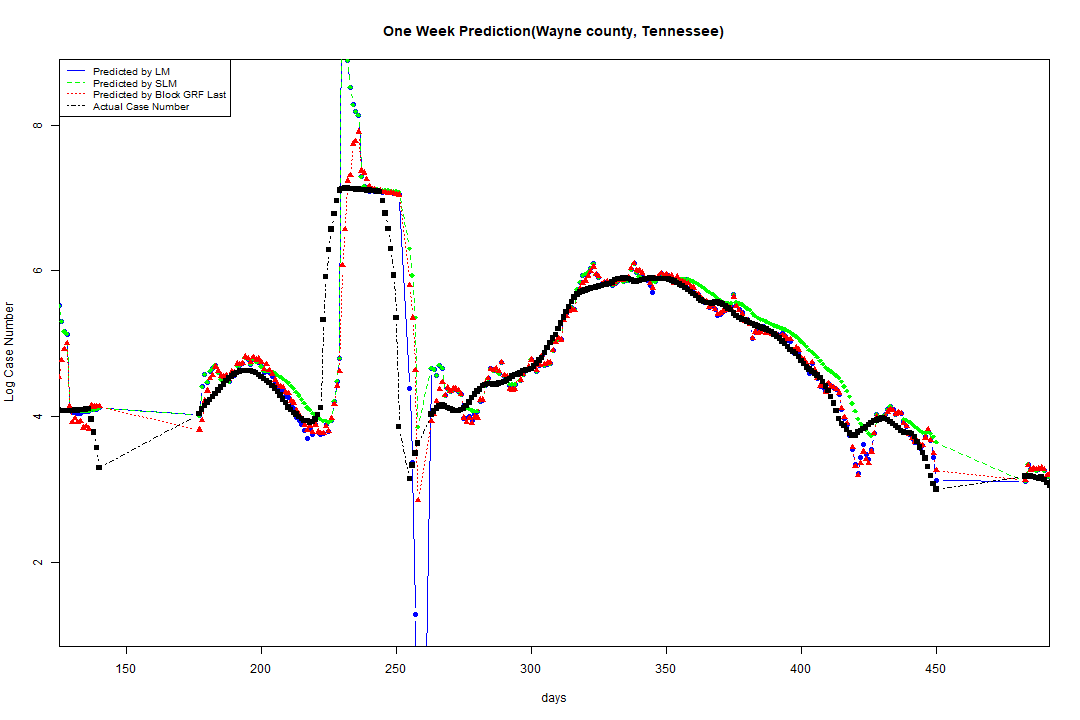 One Week Prediction(Wayne county, Tennessee)
Predicted by LM
Predicted by SLM
Predicted by Block GRF Last
Actual Case Number
8
6
4
2
Log Case Number
150 200 250 300 350 400 450
days